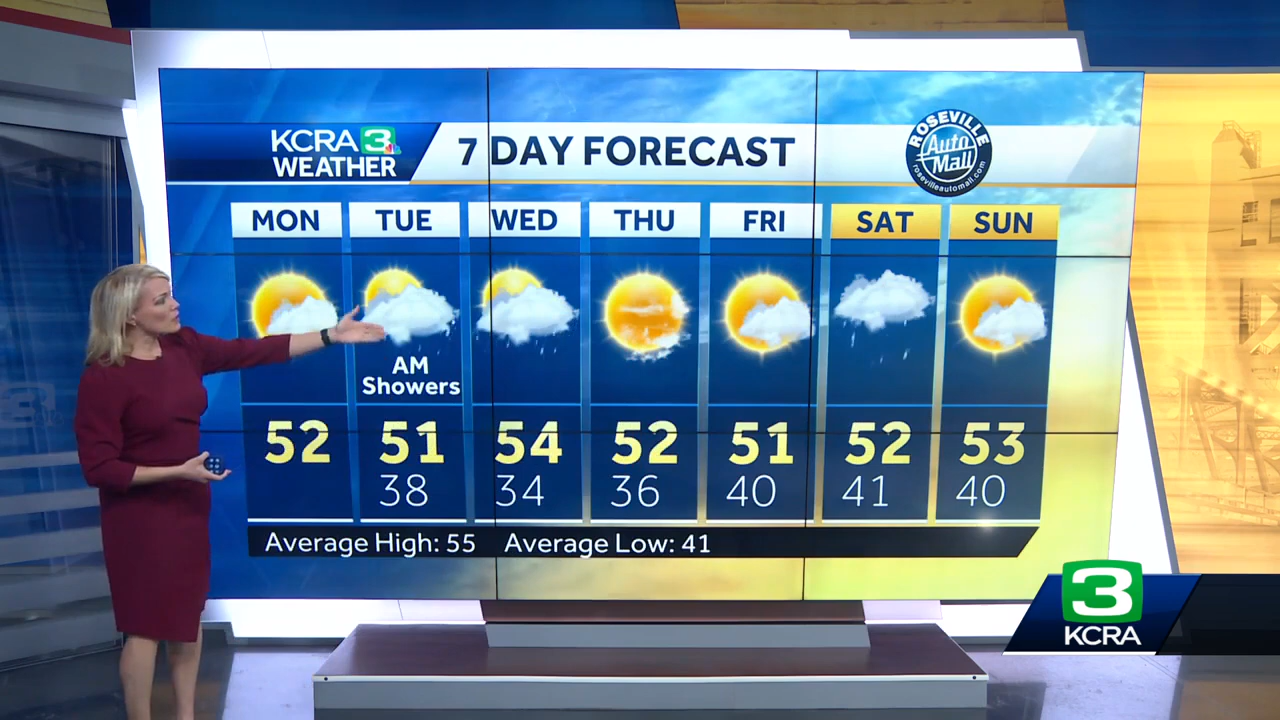 KCRA 3
WEATHER
7 DAY FORECAST
ROSEVILLE
Auto
Mall
rosevilleautomall.com
MON TUE WED THU FRI SAT SUN
AM
Showers
52 51 54 52 51 52 53
38 34 36 40 41 40
Average High: 55 Average Low: 41
3
KCRA